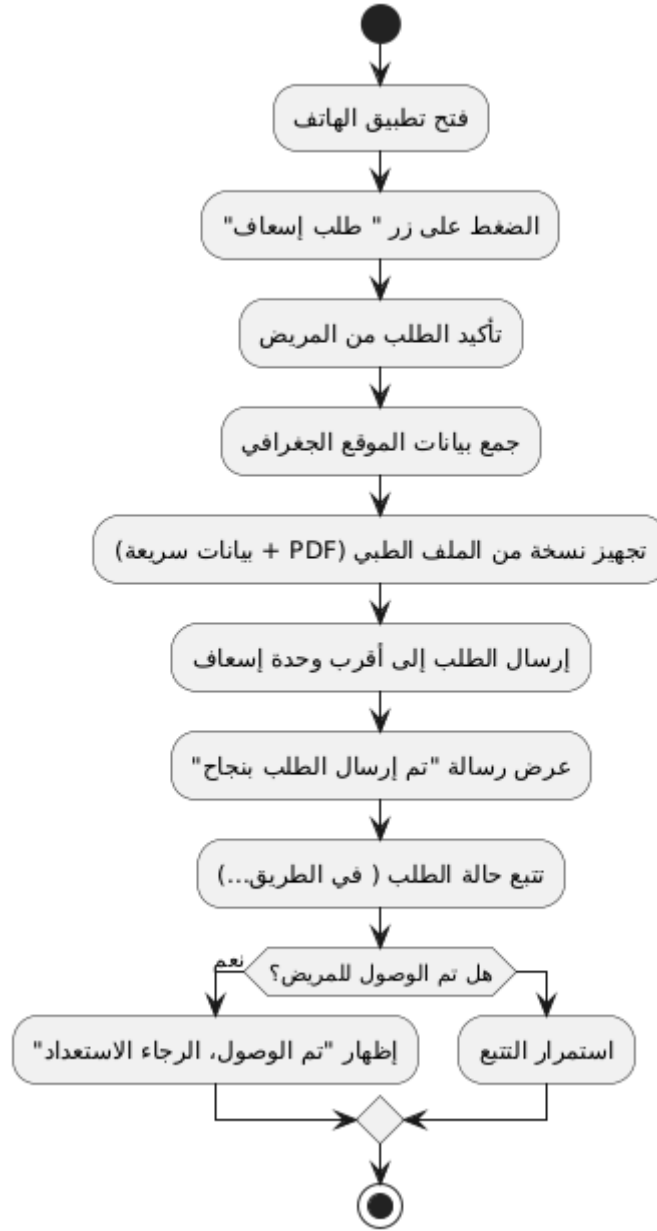 فتح تطبيق الهاتف
الضغط على زر " طلب إسعاف"
تأكيد الطلب من المريض
جمع بيانات الموقع الجغرافي
تجهيز نسخة من الملف الطبي (PDF + بيانات سريعة)
إرسال الطلب إلى أقرب وحدة إسعاف
عرض رسالة "تم إرسال الطلب بنجاح"
تتبع حالة الطلب ( في الطريق...)
هل تم الوصول للمريض؟
نعم
إظهار "تم الوصول، الرجاء الاستعداد"
استمرار التتبع